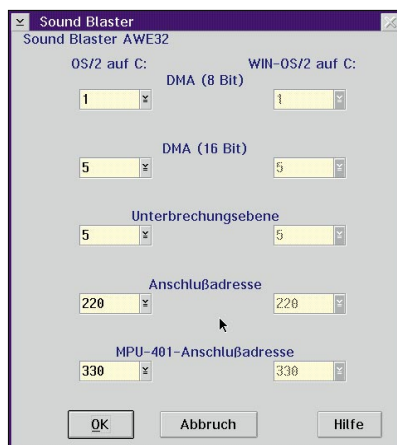 Sound Blaster
Sound Blaster AWE32
OS/2 auf C: WIN-OS/2 auf C:
DMA (8 Bit)
1 1
DMA (16 Bit)
5 5
Unterbrechungsebene
5 5
Anschlußadresse
220 220
MPU-401-Anschlußadresse
330 330
OK Abbruch Hilfe